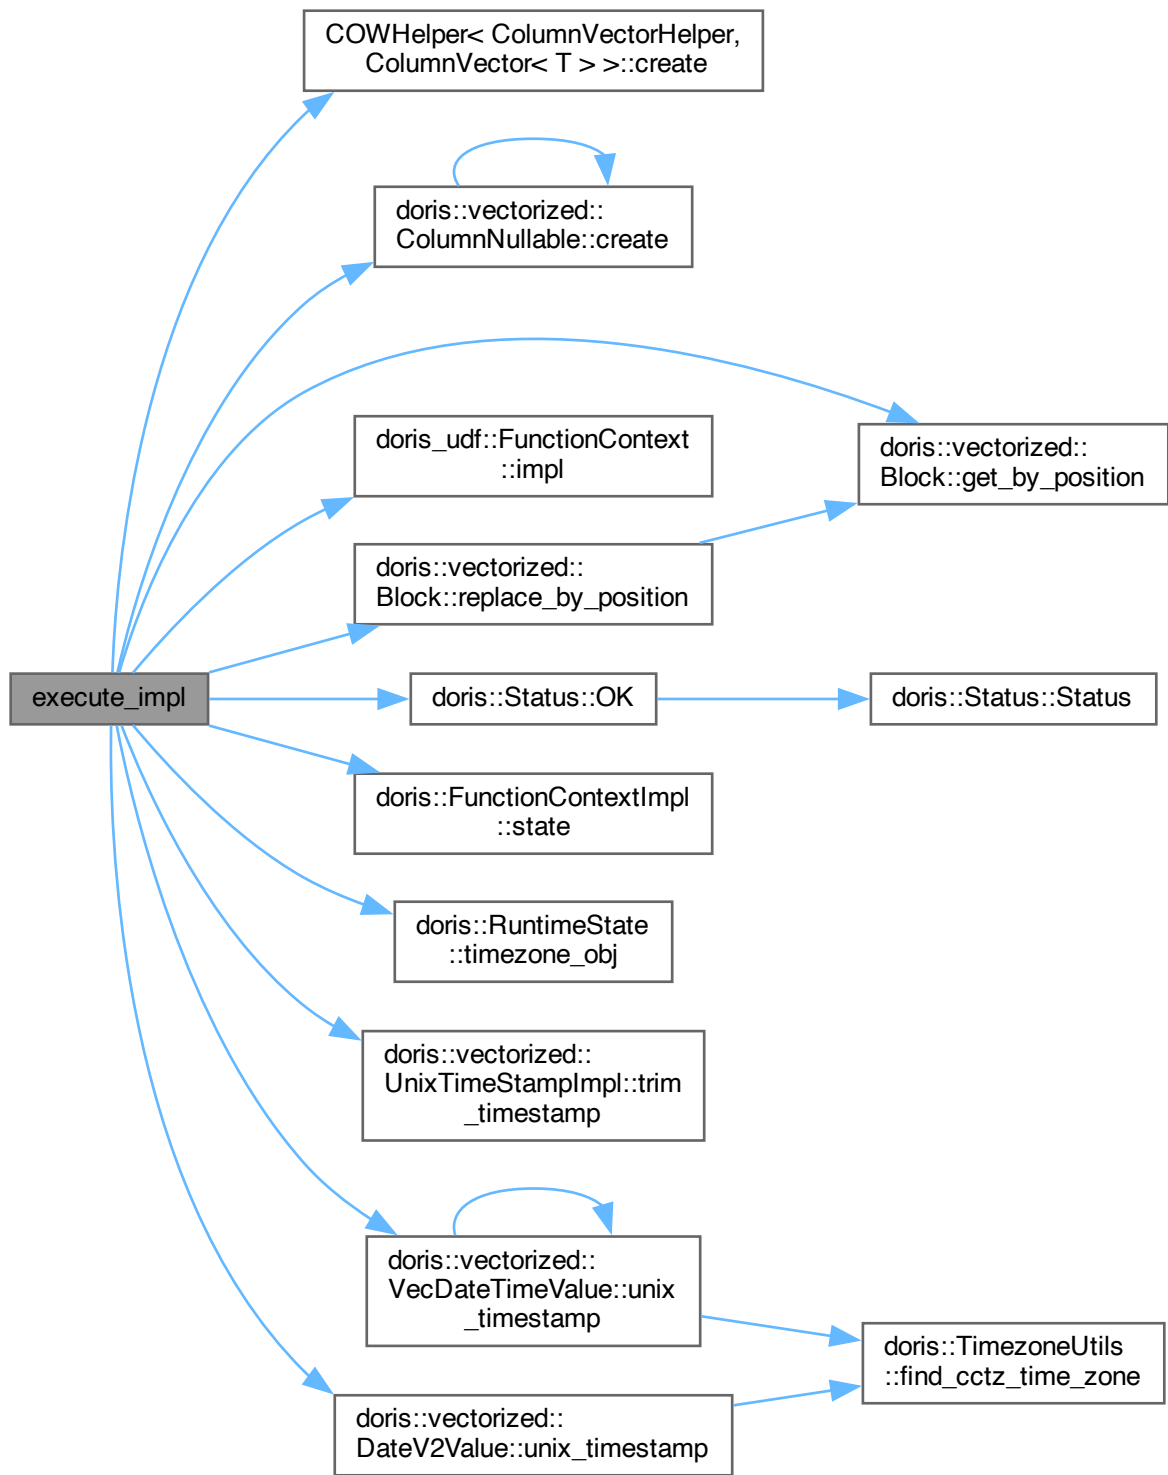 COWHelper< ColumnVectorHelper,
ColumnVector< T > >::create
doris::vectorized::
ColumnNullable::create
doris_udf::FunctionContext
::impl
doris::vectorized::
Block::get_by_position
doris::vectorized::
Block::replace_by_position
execute_impl
doris::Status::OK
doris::Status::Status
doris::FunctionContextImpl
::state
doris::RuntimeState
::timezone_obj
doris::vectorized::
UnixTimeStampImpl::trim
_timestamp
doris::vectorized::
VecDateTimeValue::unix
_timestamp
doris::TimezoneUtils
::find_cctz_time_zone
doris::vectorized::
DateV2Value::unix_timestamp